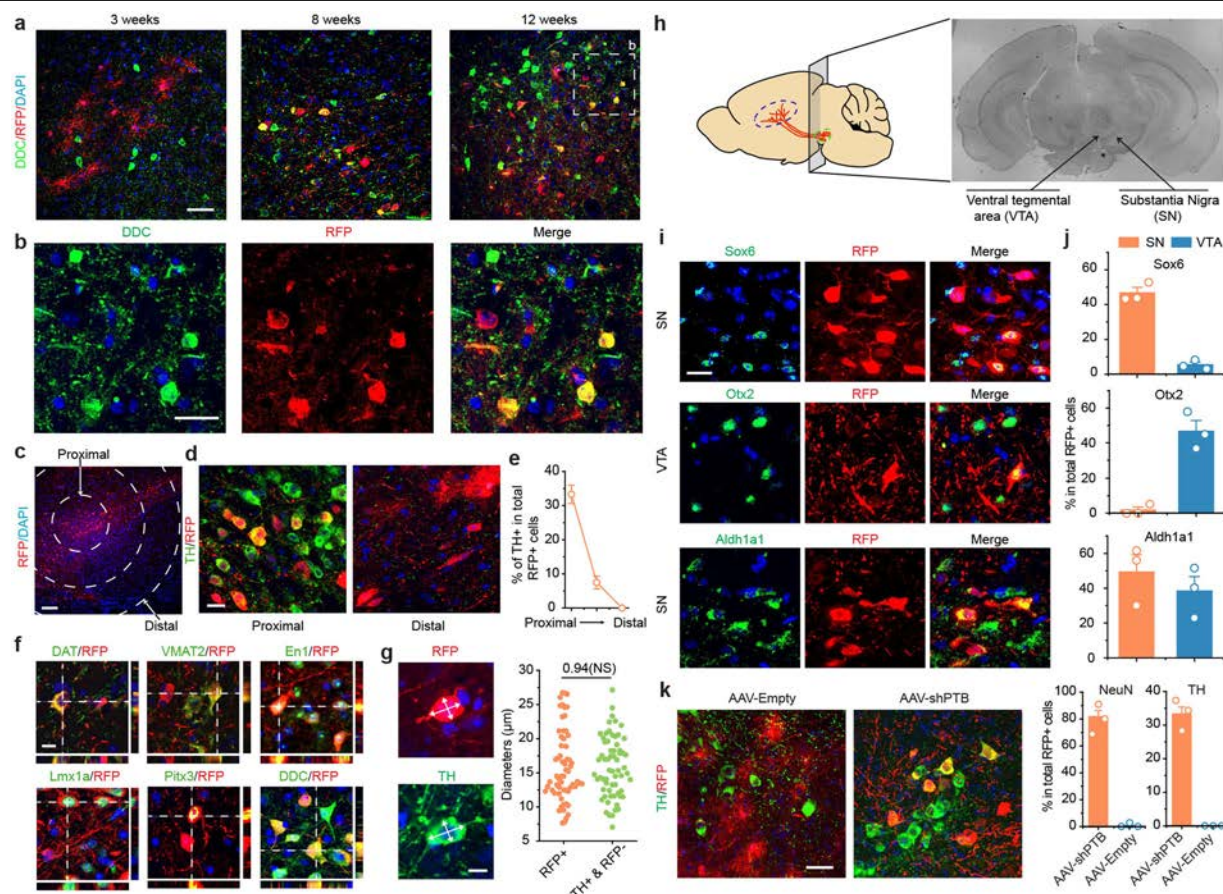 a
3 weeks
8 weeks
12 weeks
DDC/RFP/DAPI
b
b
DDC
RFP
Merge
c
Proximal
RFP/DAPI
Distal
d
TH/RFP
Proximal
Distal
e
% of TH+ in total
RFP+ cells
40
30
20
10
0
Proximal
Distal
f
DAT/RFP
VMAT2/RFP
En1/RFP
Lmx1a/RFP
Pitx3/RFP
DDC/RFP
g
RFP
TH
0.94(NS)
Diameters (µm)
30
25
20
15
10
5
RFP+
TH+ & RFP-
h
Ventral tegmental
area (VTA)
Substantia Nigra
(SN)
i
Sox6
RFP
Merge
SN
Otx2
VTA
Aldh1a1
RFP
Merge
SN
j
SN
VTA
Sox6
60
40
20
0
Otx2
60
40
20
0
% in total RFP+ cells
Aldh1a1
60
40
20
0
k
AAV-Empty
AAV-shPTB
TH/RFP
% in total RFP+ cells
NeuN
100
80
60
40
20
0
AAV-shPTB
AAV-Empty
TH
40
30
20
10
0
AAV-shPTB
AAV-Empty